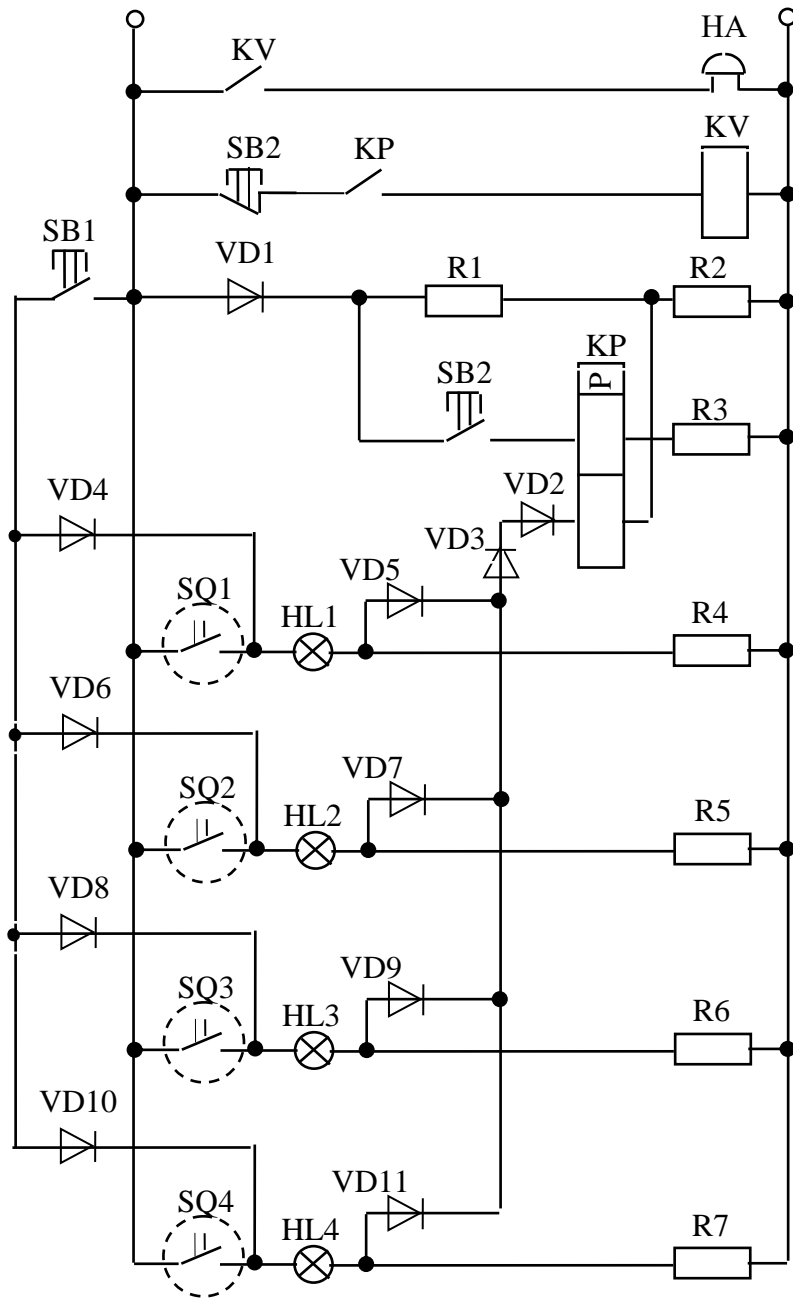 HA
KV
KV
SB2
KP
SB1
VD1
R1
R2
KP
P
SB2
R3
VD4
VD2
VD3
SQ1
HL1
VD5
R4
VD6
SQ2
HL2
VD7
R5
VD8
SQ3
HL3
VD9
R6
VD10
SQ4
HL4
VD11
R7